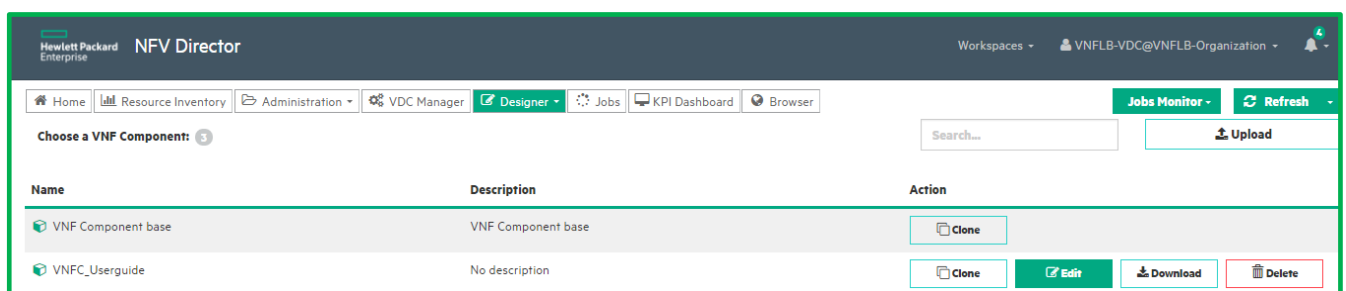 Hewlett Packard
Enterprise
NFV Director
Workspaces
VNFLB-VDC@VNFLB-Organization
4
Home Resource Inventory Administration VDC Manager Designer Jobs KPI Dashboard Browser Jobs Monitor Refresh
Choose a VNF Component: 3 Search... Upload
Name Description Action
VNF Component base VNF Component base Clone
VNFC_Userguide No description Clone Edit Download Delete